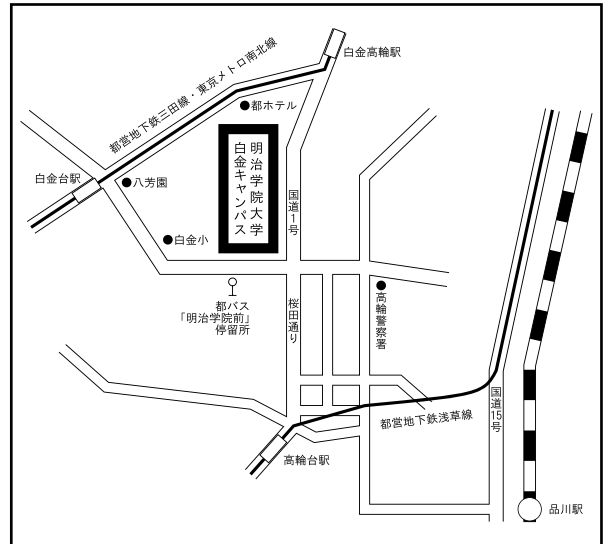 白金高輪駅
都営地下鉄三田線・東京メトロ南北線
都ホテル
明治学院大学
白金キャンパス
白金台駅
八芳園
国道1号
白金小
都バス
「明治学院前」
停留所
桜田通り
高輪警察署
都営地下鉄浅草線
国道15号
高輪台駅
品川駅